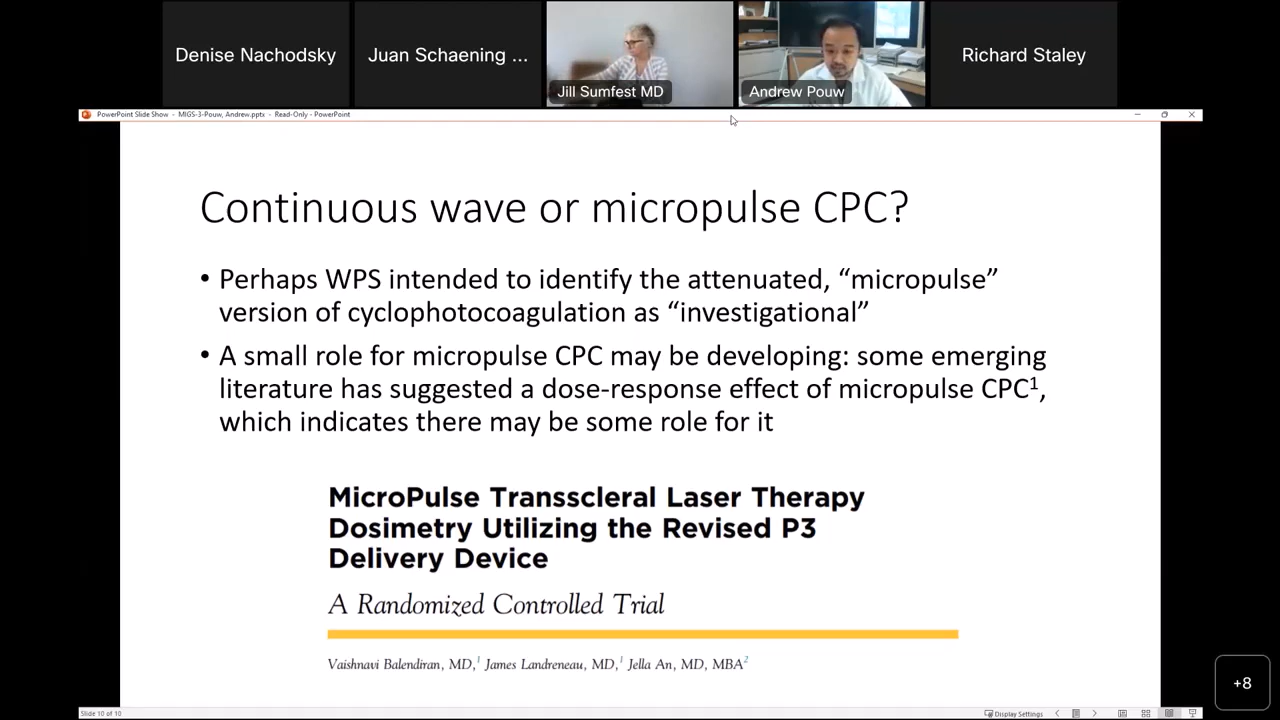 Denise Nachodsky
Juan Schaening ...
Jill Sumfest MD
Andrew Pouw
Richard Staley
PowerPoint Slide Show - MIGS-3-Pouw, Andrew.pptx - Read-Only - PowerPoint
Continuous wave or micropulse CPC?
• Perhaps WPS intended to identify the attenuated, “micropulse”
version of cyclophotocoagulation as “investigational”
• A small role for micropulse CPC may be developing: some emerging
literature has suggested a dose-response effect of micropulse CPC¹,
which indicates there may be some role for it
MicroPulse Transscleral Laser Therapy
Dosimetry Utilizing the Revised P3
Delivery Device
A Randomized Controlled Trial
Vaishnavi Balendiran, MD,¹ James Landreneau, MD,¹ Jella An, MD, MBA²
+8
Slide 10 of 10
Display Settings